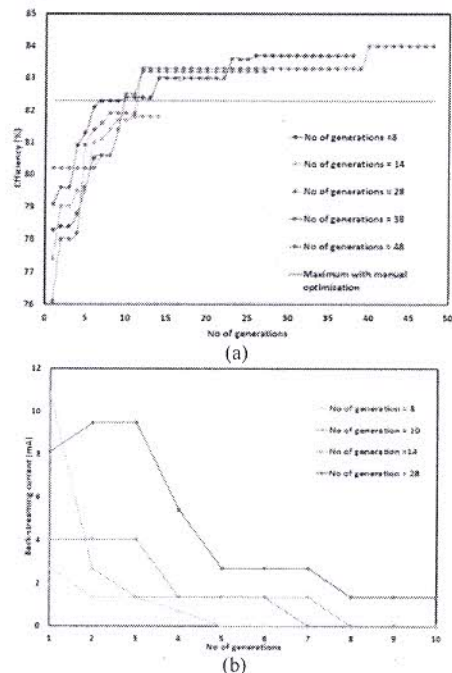 85
84
83
82
81
80
79
78
77
76
Efficiency [%]
0 5 10 15 20 25 30 35 40 45 50
No of generations =8
No of generations = 14
No of generations = 28
No of generations = 38
No of generations = 48
Maximum with manual optimization
No of generations
(a)
12
10
8
6
4
2
0
Back-streaming current [mA]
1 2 3 4 5 6 7 8 9 10
No of generation = 8
No of generation = 10
No of generation =14
No of generation = 28
No of generations
(b)